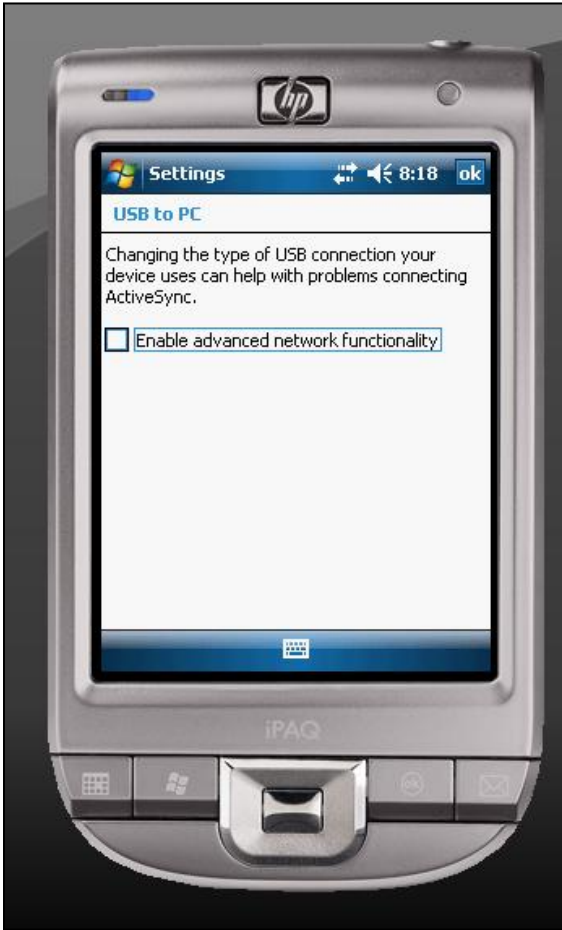 hp
Settings 8:18 ok
USB to PC
Changing the type of USB connection your
device uses can help with problems connecting
ActiveSync.
Enable advanced network functionality
iPAQ
ok